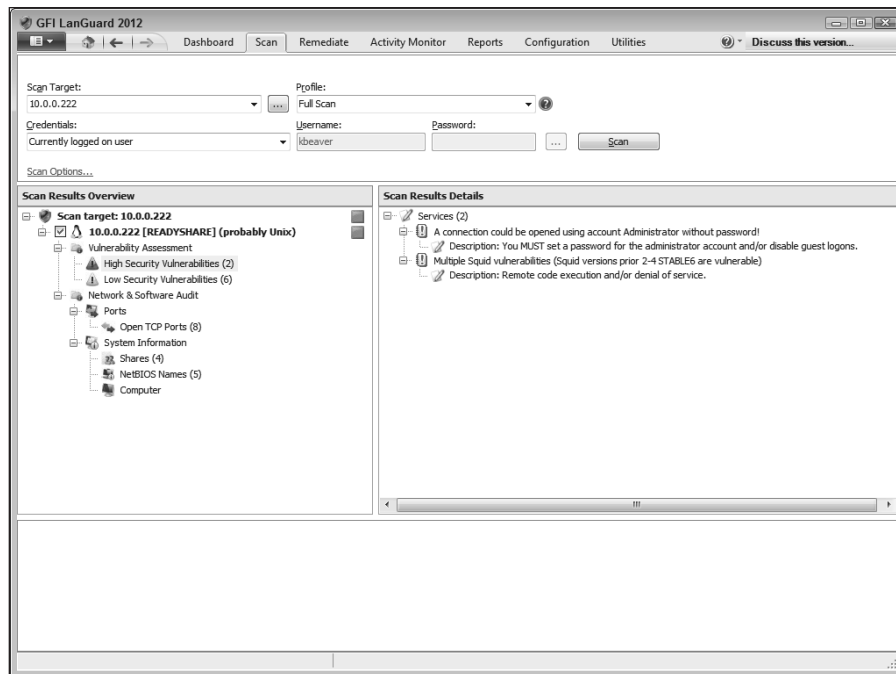 GFI LanGuard 2012
Dashboard Scan Remediate Activity Monitor Reports Configuration Utilities Discuss this version...
Scan Target: Profile:
10.0.0.222 ... Full Scan
Credentials: Username: Password:
Currently logged on user kbeaver ... Scan
Scan Options...
Scan Results Overview
Scan target: 10.0.0.222
10.0.0.222 [READYSHARE] (probably Unix)
Vulnerability Assessment
High Security Vulnerabilities (2)
Low Security Vulnerabilities (6)
Network & Software Audit
Ports
Open TCP Ports (8)
System Information
Shares (4)
NetBIOS Names (5)
Computer
Scan Results Details
Services (2)
A connection could be opened using account Administrator without password!
Description: You MUST set a password for the administrator account and/or disable guest logons.
Multiple Squid vulnerabilities (Squid versions prior 2-4 STABLE6 are vulnerable)
Description: Remote code execution and/or denial of service.